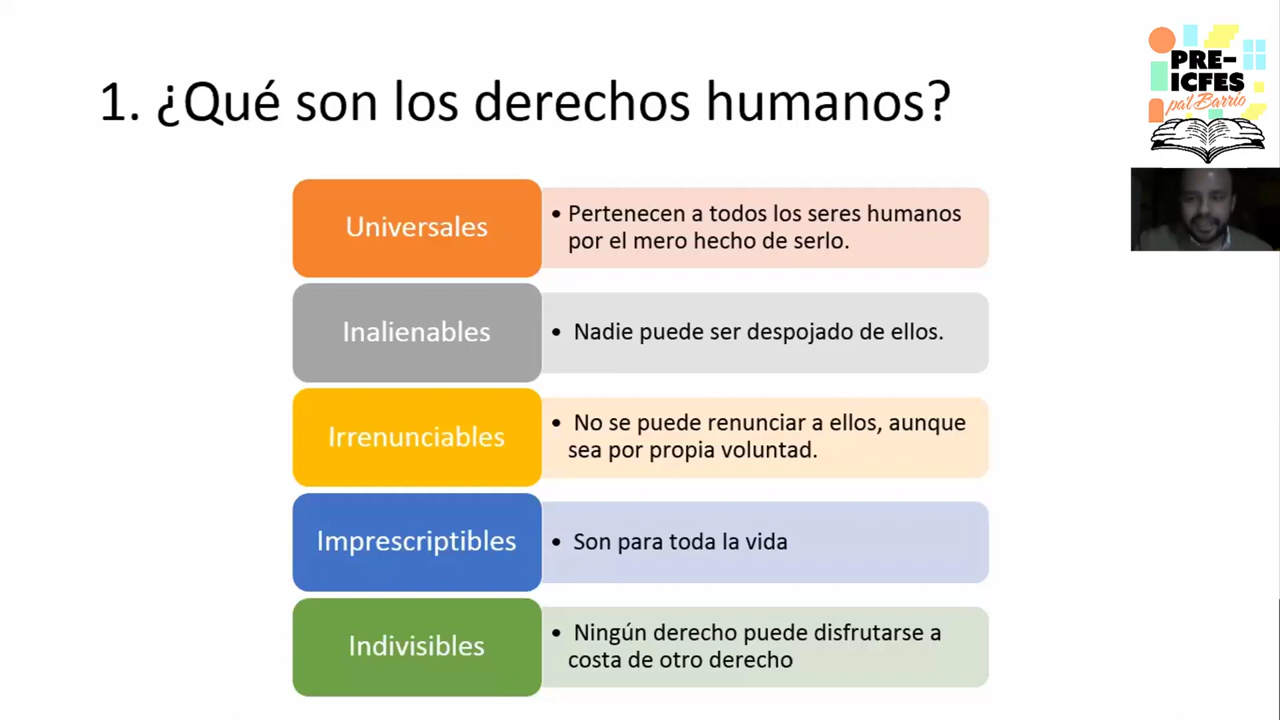 1. ¿Qué son los derechos humanos?
PRE-
ICFES
pa'l Barrio
Universales
• Pertenecen a todos los seres humanos
por el mero hecho de serlo.
Inalienables
• Nadie puede ser despojado de ellos.
Irrenunciables
• No se puede renunciar a ellos, aunque
sea por propia voluntad.
Imprescriptibles
• Son para toda la vida
Indivisibles
• Ningún derecho puede disfrutarse a
costa de otro derecho